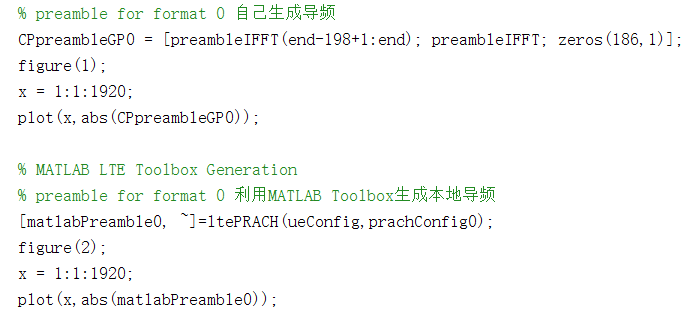 % preamble for format 0 自己生成导频
CPpreambleGP0 = [preambleIFFT(end-198+1:end); preambleIFFT; zeros(186,1)];
figure(1);
x = 1:1:1920;
plot(x,abs(CPpreambleGP0));
% MATLAB LTE Toolbox Generation
% preamble for format 0 利用MATLAB Toolbox生成本地导频
[matlabPreamble0, ~]=ltePRACH(ueConfig,prachConfig0);
figure(2);
x = 1:1:1920;
plot(x,abs(matlabPreamble0));